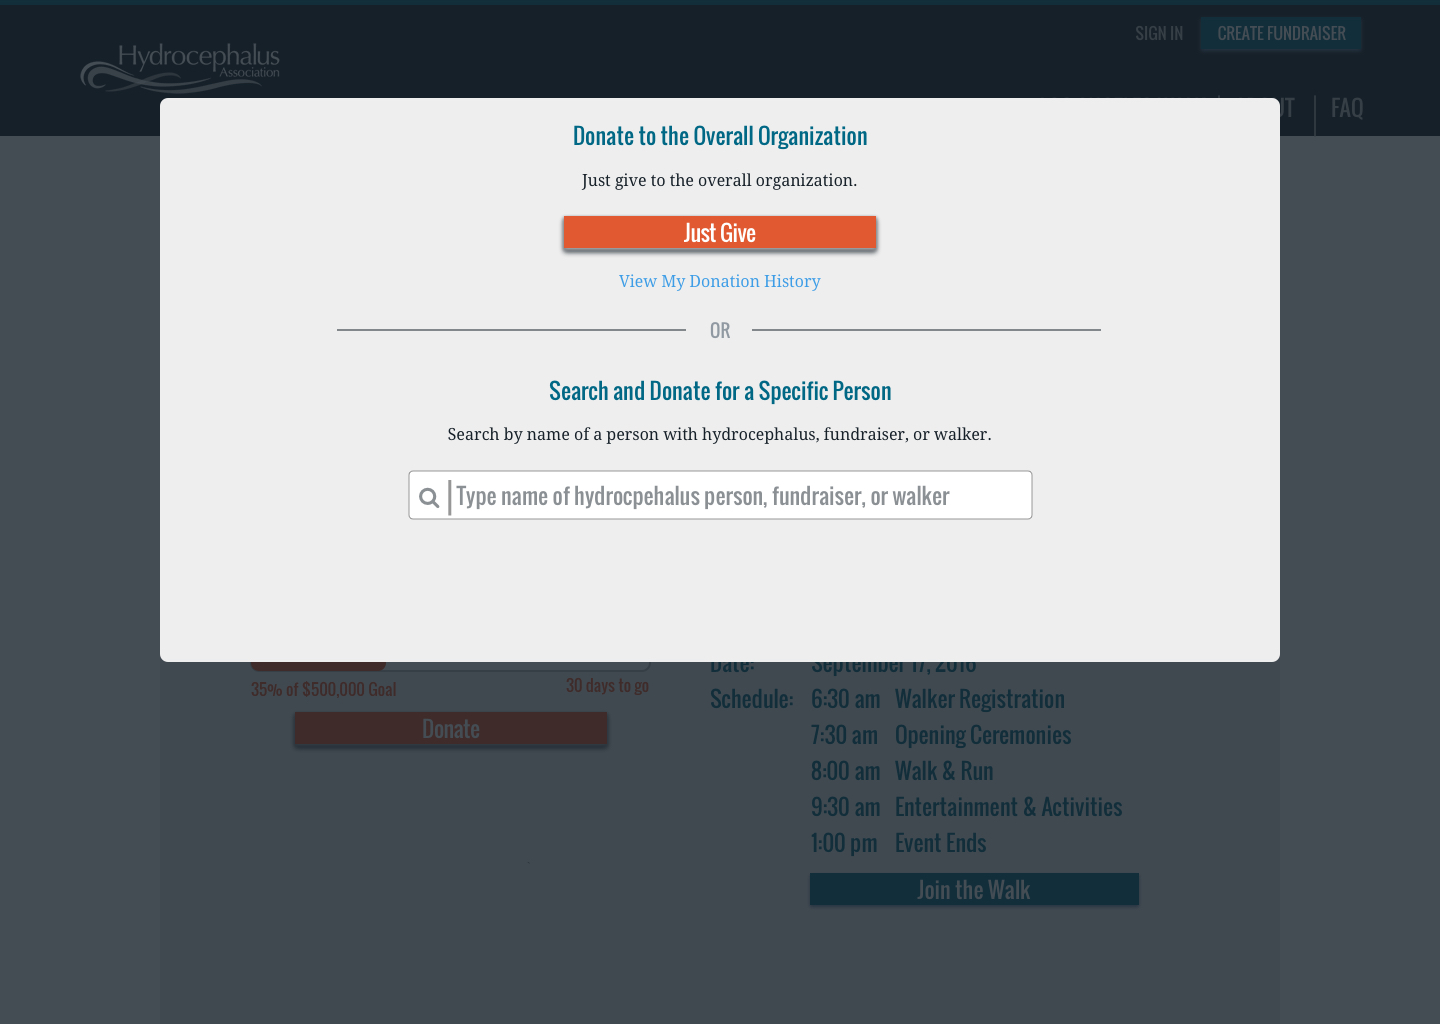 SIGN IN
CREATE FUNDRAISER
Hydrocephalus
Association
FAQ
Donate to the Overall Organization
Just give to the overall organization.
Just Give
View My Donation History
OR
Search and Donate for a Specific Person
Search by name of a person with hydrocephalus, fundraiser, or walker.
Type name of hydrocpehalus person, fundraiser, or walker
Date: September 17, 2016
35% of $500,000 Goal
30 days to go
Donate
Schedule: 6:30 am Walker Registration
7:30 am Opening Ceremonies
8:00 am Walk & Run
9:30 am Entertainment & Activities
1:00 pm Event Ends
Join the Walk